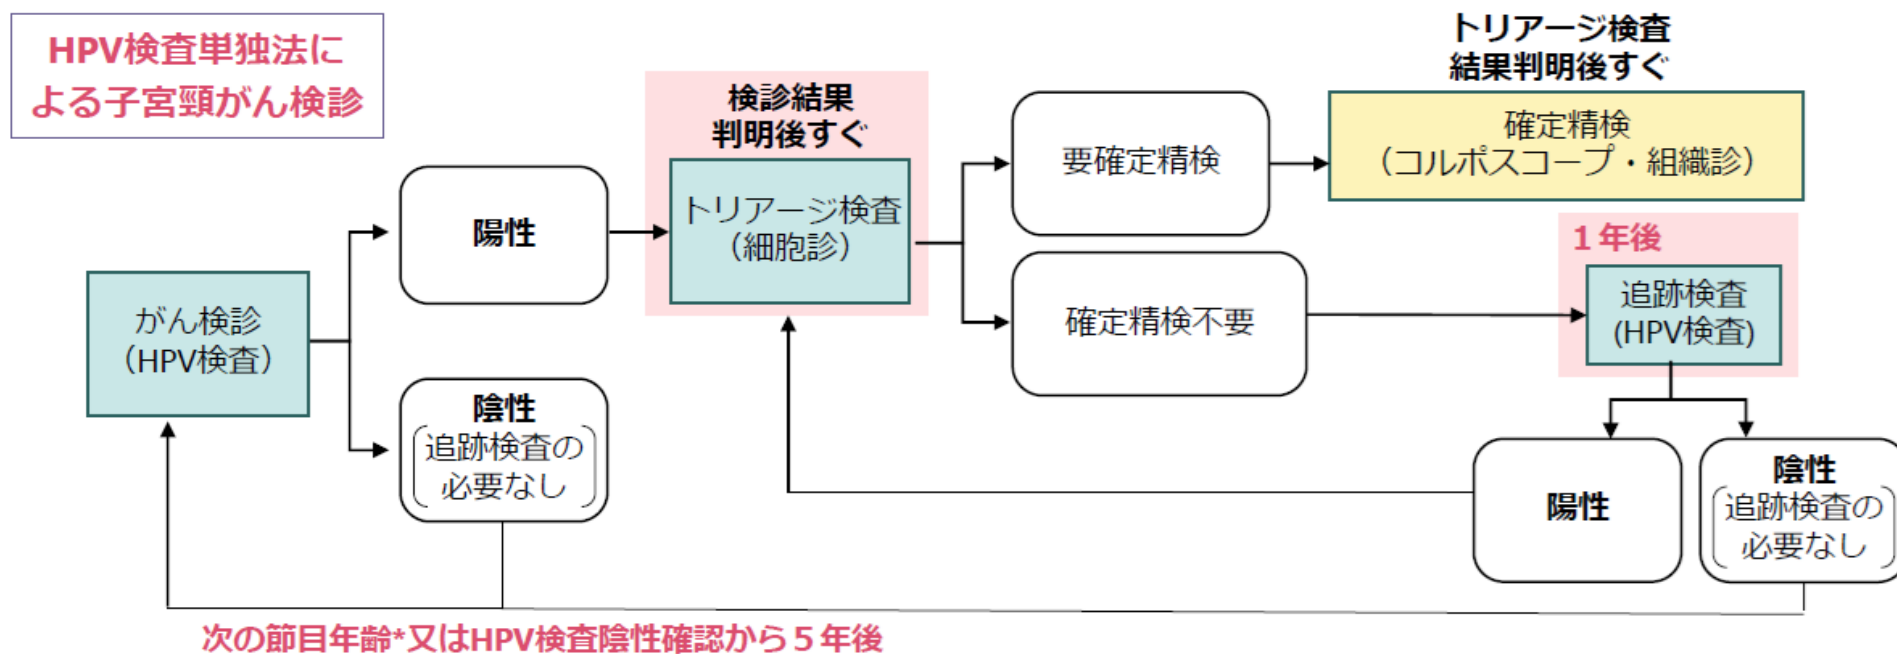 HPV検査単独法に
よる子宮頸がん検診
がん検診
（HPV検査）
陽性
陰性
追跡検査の
必要なし
検診結果
判明後すぐ
トリアージ検査
（細胞診）
要確定精検
確定精検不要
トリアージ検査
結果判明後すぐ
確定精検
（コルポスコープ・組織診）
１年後
追跡検査
(HPV検査)
陽性
陰性
追跡検査の
必要なし
次の節目年齢*又はHPV検査陰性確認から５年後